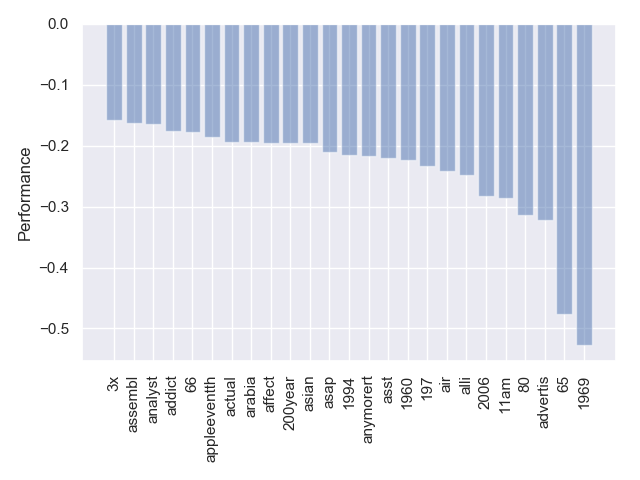 0.0
−0.1
−0.2
−0.3
−0.4
−0.5
Performance
3x
assembl
analyst
addict
66
appleeventth
actual
arabia
affect
200year
asian
asap
1994
anymorert
asst
1960
197
air
alli
2006
11am
80
advertis
65
1969